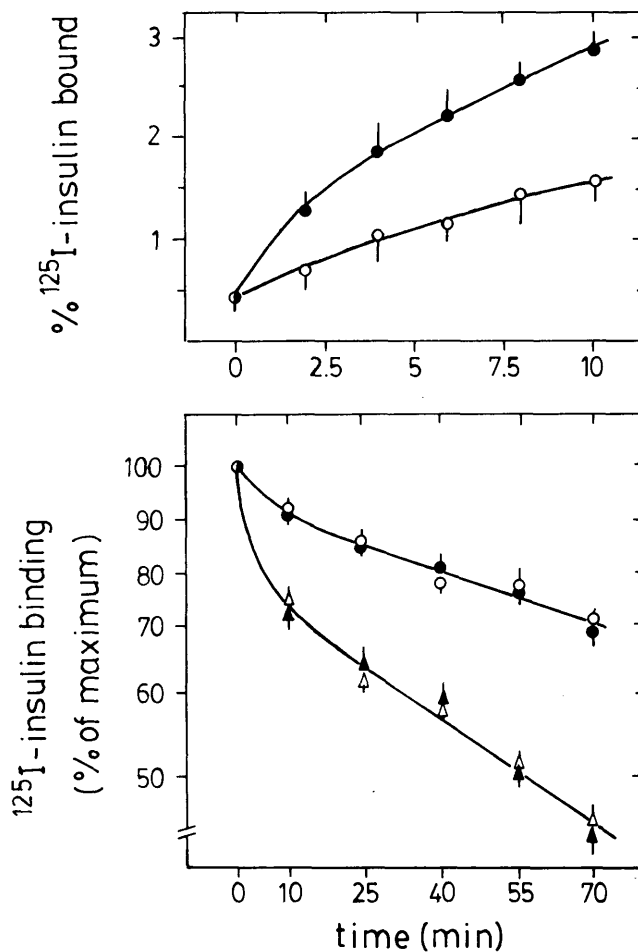 % ¹²⁵I-insulin bound
3
2
1
0 2.5 5 7.5 10
¹²⁵I-insulin binding
(% of maximum)
100
90
80
70
60
50
0 10 25 40 55 70
time (min)